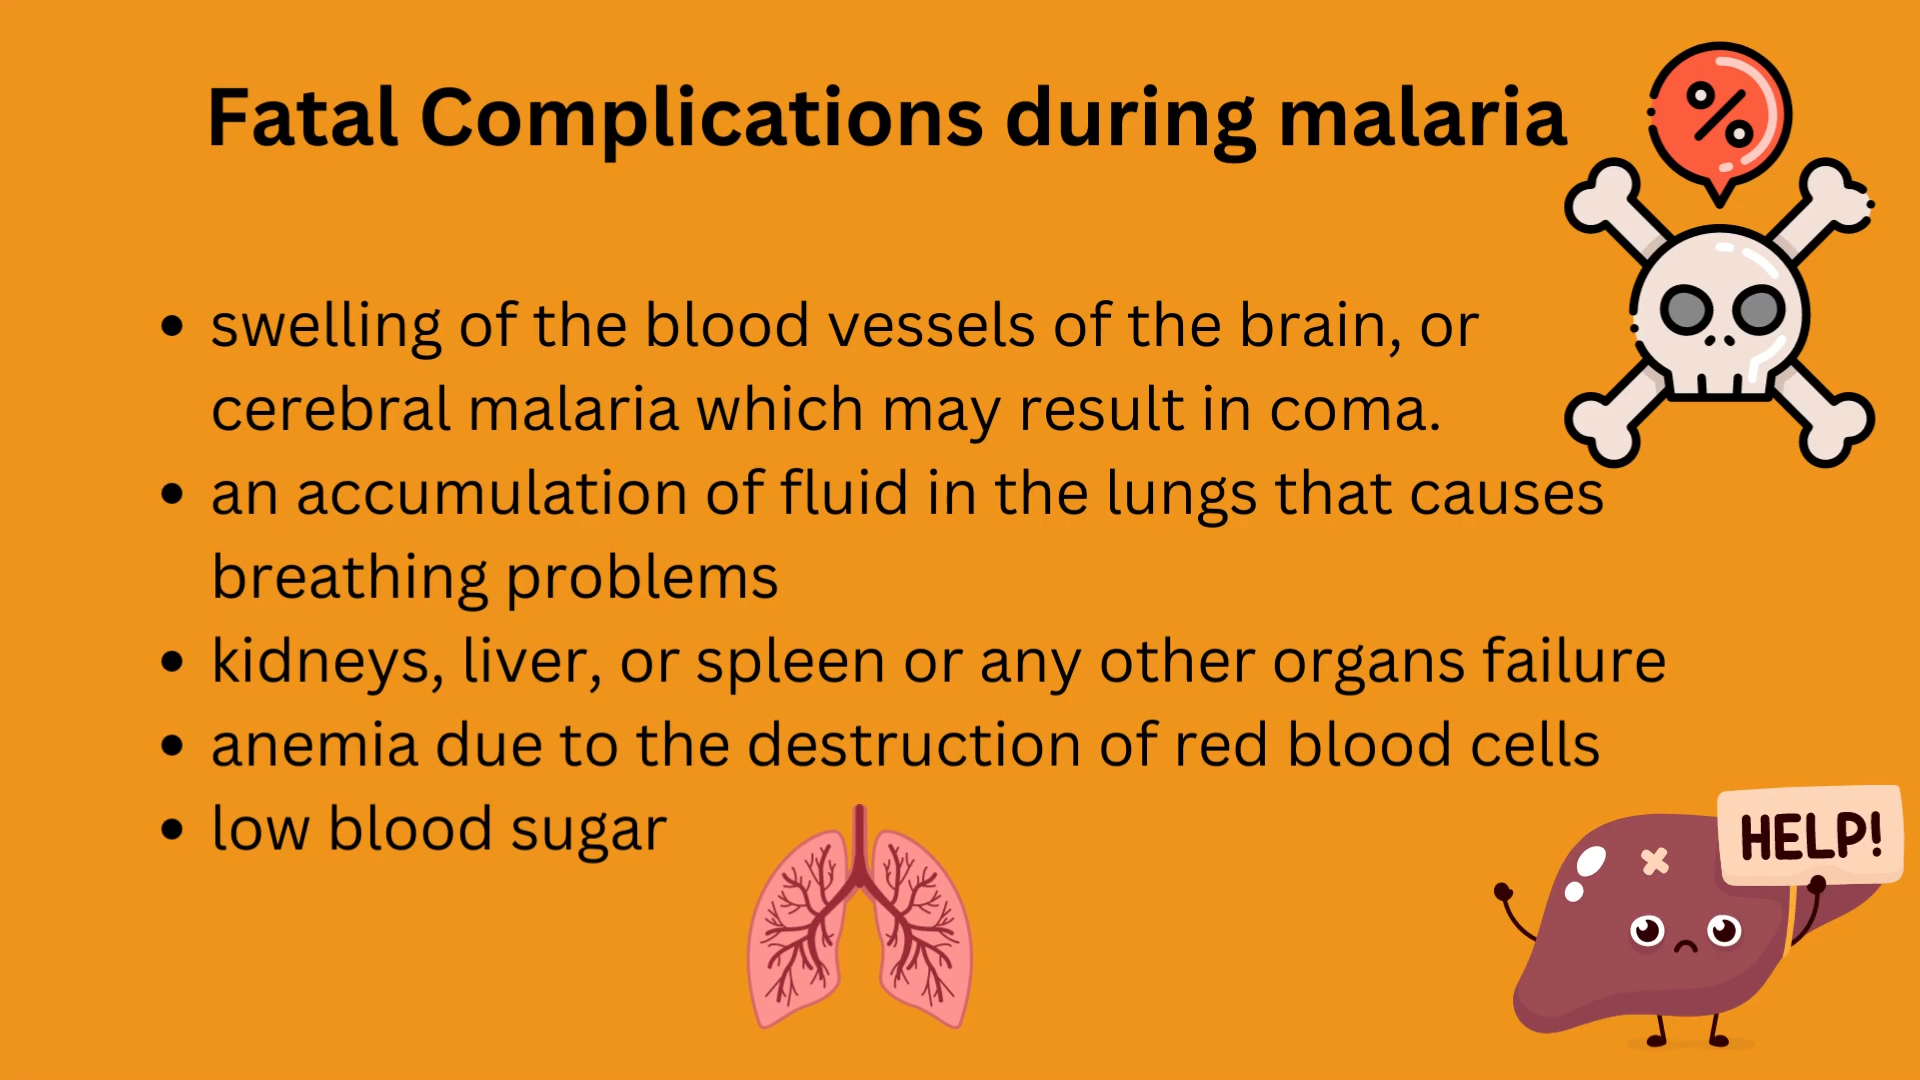 Fatal Complications during malaria
%
• swelling of the blood vessels of the brain, or
cerebral malaria which may result in coma.
• an accumulation of fluid in the lungs that causes
breathing problems
• kidneys, liver, or spleen or any other organs failure
• anemia due to the destruction of red blood cells
• low blood sugar
HELP!